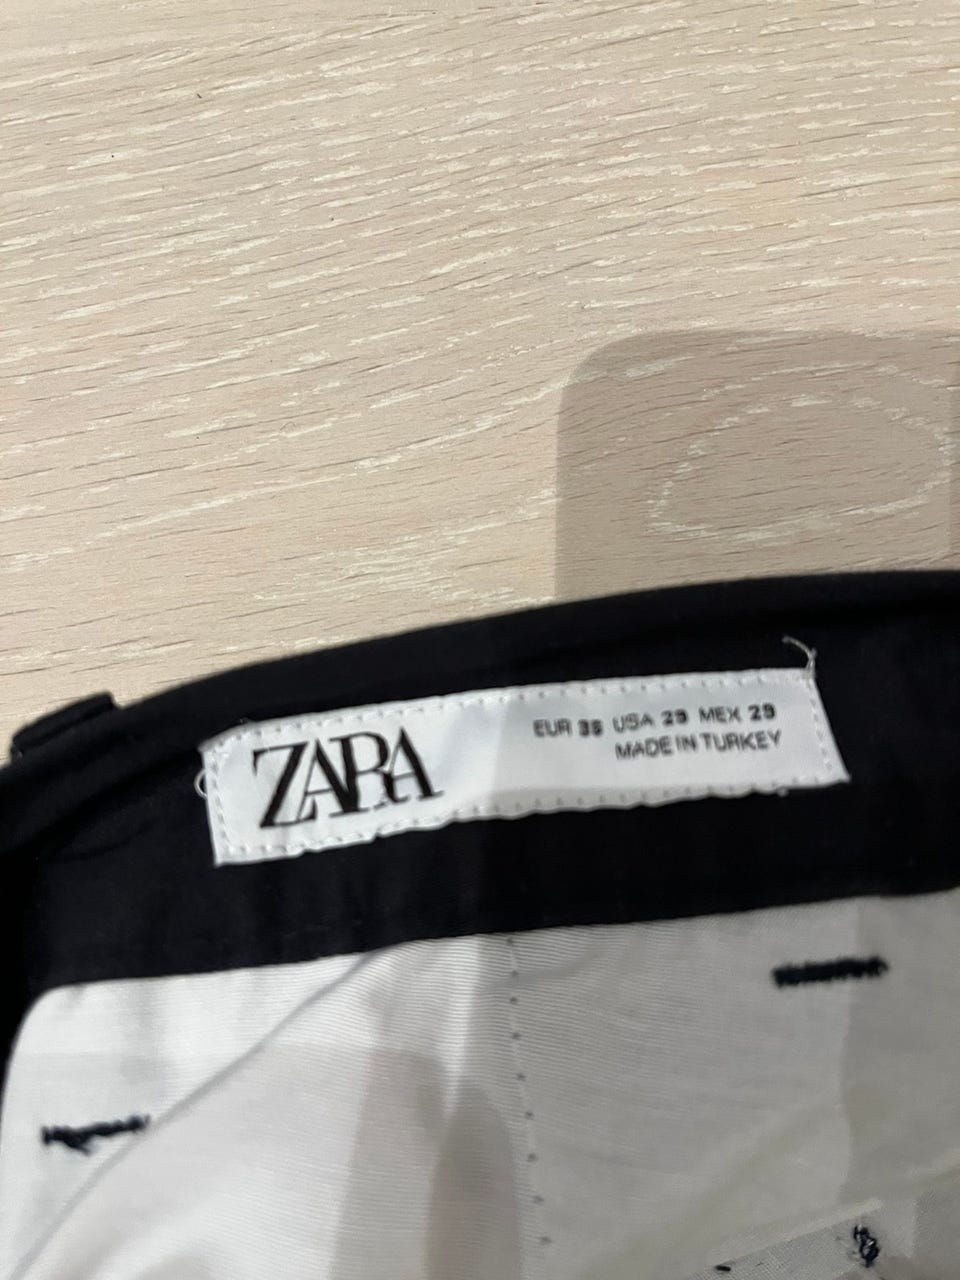 ZARA
EUR 38 USA 29 MEX 29
MADE IN TURKEY